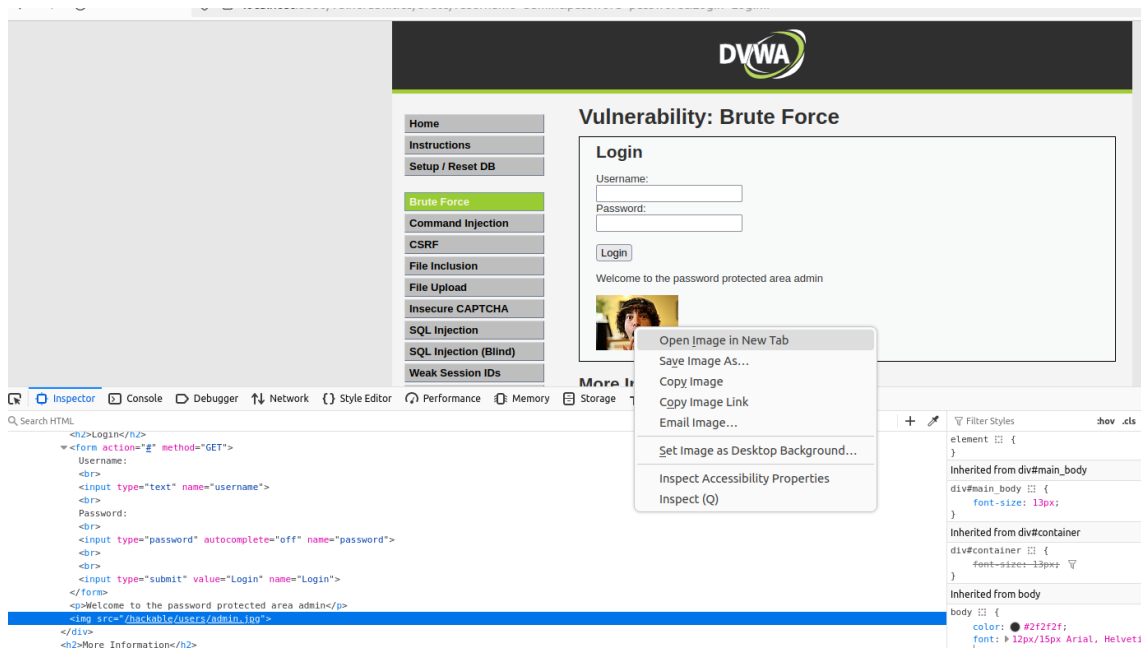 DVWA
Vulnerability: Brute Force
Home
Instructions
Setup / Reset DB
Brute Force
Command Injection
CSRF
File Inclusion
File Upload
Insecure CAPTCHA
SQL Injection
SQL Injection (Blind)
Weak Session IDs
Login
Username:
Password:
Login
Welcome to the password protected area admin
More
Open Image in New Tab
Save Image As…
Copy Image
Copy Image Link
Email Image…
Set Image as Desktop Background…
Inspect Accessibility Properties
Inspect (Q)
Inspector Console Debugger Network Style Editor Performance Memory Storage
Search HTML
<h2>Login</h2>
<form action="#" method="GET">
Username:
<br>
<input type="text" name="username">
<br>
Password:
<br>
<input type="password" autocomplete="off" name="password">
<br>
<br>
<input type="submit" value="Login" name="Login">
</form>
<p>Welcome to the password protected area admin</p>
<img src="/hackable/users/admin.jpg">
</div>
<h2>More Information</h2>
Filter Styles :hov .cls
element {
}
Inherited from div#main_body
div#main_body {
font-size: 13px;
}
Inherited from div#container
div#container {
font-size: 13px;
}
Inherited from body
body {
color: #2f2f2f;
font: 12px/15px Arial,